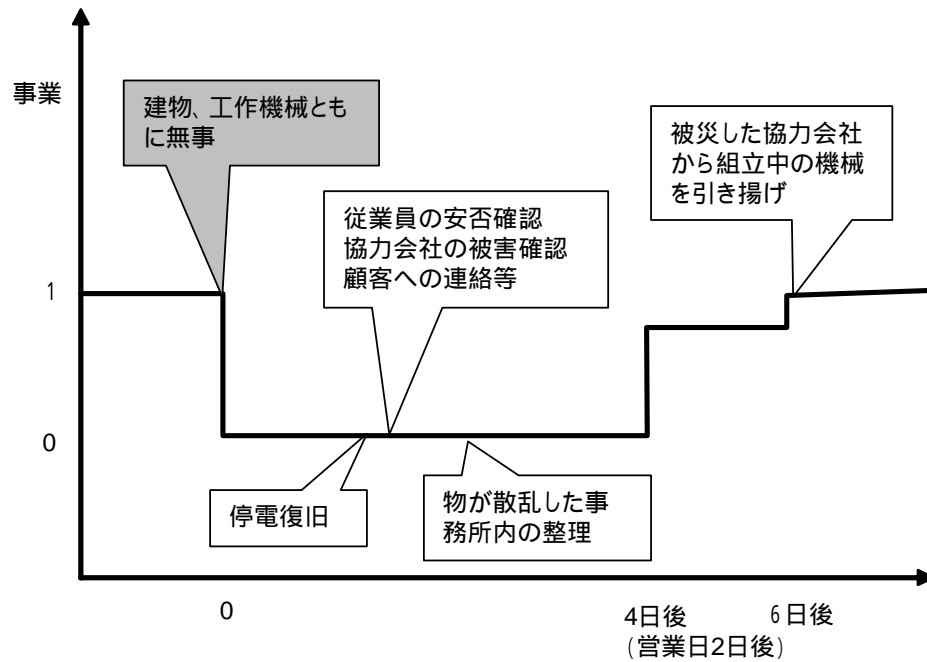 事業
建物、工作機械とも
に無事
被災した協力会社
から組立中の機械
を引き揚げ
従業員の安否確認
協力会社の被害確認
顧客への連絡等
1
0
停電復旧
物が散乱した事
務所内の整理
0
4日後
(営業日2日後)
6日後